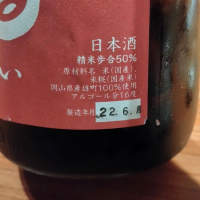 い
日本酒
精米歩合50%
原材料名 米(国産)、
米糀(国産米)
岡山県産雄町100%使用
アルコール分16度
製造年月 22.6.